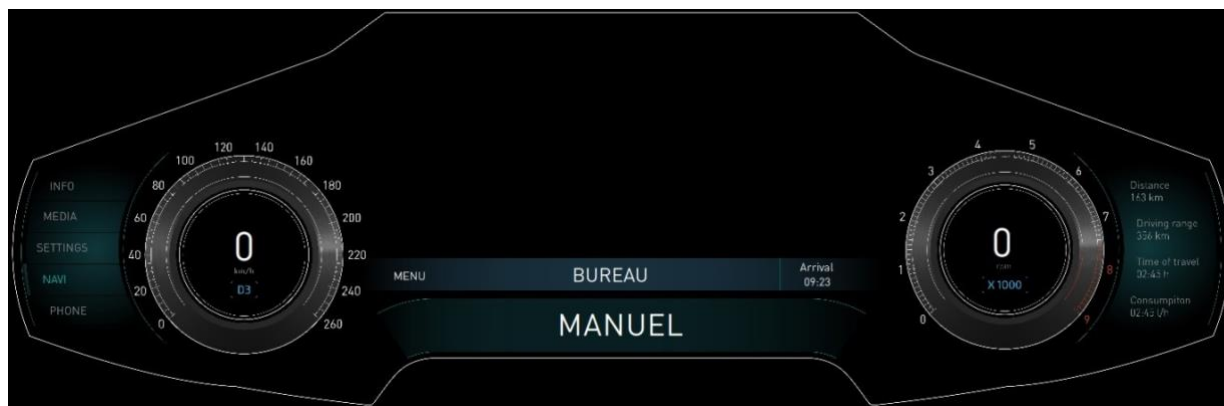 INFO
MEDIA
SETTINGS
NAVI
PHONE
0
20
40
60
80
100
120
140
160
180
200
220
240
260
0
km/h
D3
MENU
BUREAU
Arrival
09:23
MANUEL
0
1
2
3
4
5
6
7
8
9
0
rpm
X 1000
Distance
163 km
Driving range
356 km
Time of travel
02:45 h
Consumpiton
02:45 l/h